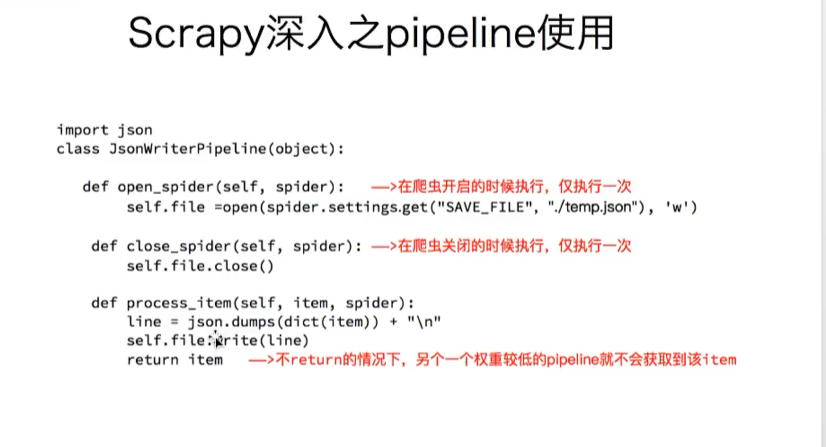 Scrapy深入之pipeline使用
import json
class JsonWriterPipeline(object):
def open_spider(self, spider): —>在爬虫开启的时候执行，仅执行一次
self.file =open(spider.settings.get("SAVE_FILE", "./temp.json"), 'w')
def close_spider(self, spider): —>在爬虫关闭的时候执行，仅执行一次
self.file.close()
def process_item(self, item, spider):
line = json.dumps(dict(item)) + "\n"
self.file.write(line)
return item —>不return的情况下，另个一个权重较低的pipeline就不会获取到该item